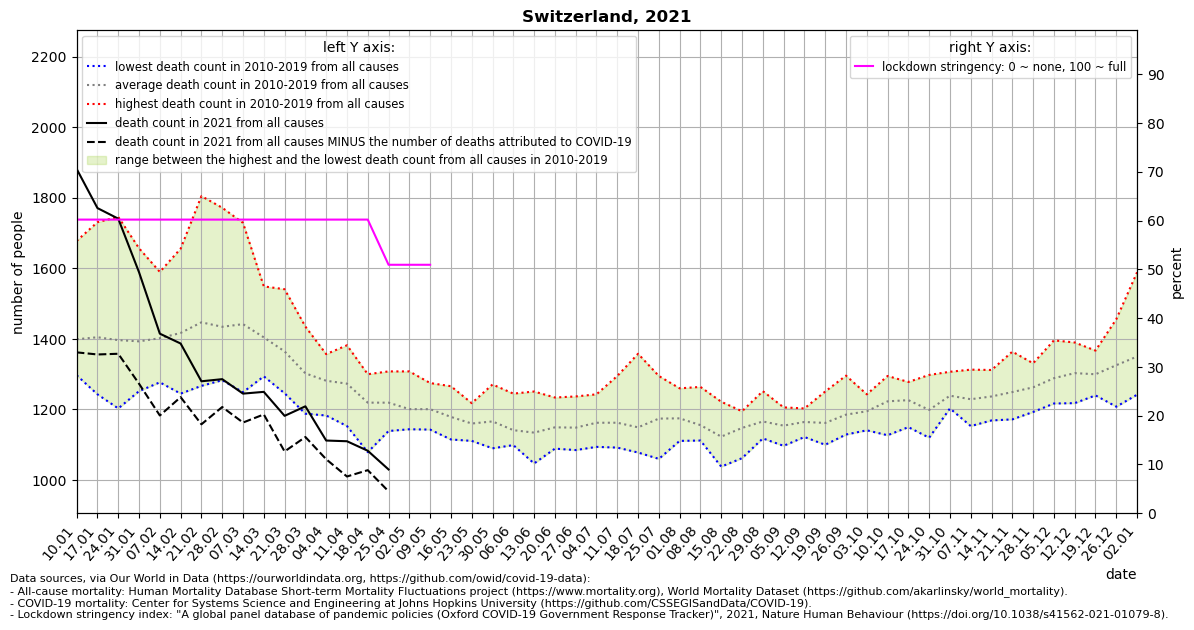 Switzerland, 2021
left Y axis:
lowest death count in 2010-2019 from all causes
average death count in 2010-2019 from all causes
highest death count in 2010-2019 from all causes
death count in 2021 from all causes
death count in 2021 from all causes MINUS the number of deaths attributed to COVID-19
range between the highest and the lowest death count from all causes in 2010-2019
right Y axis:
lockdown stringency: 0 ~ none, 100 ~ full
number of people
2200
2000
1800
1600
1400
1200
1000
percent
90
80
70
60
50
40
30
20
10
0
10.01 17.01 24.01 31.01 07.02 14.02 21.02 28.02 07.03 14.03 21.03 28.03 04.04 11.04 18.04 25.04 02.05 09.05 16.05 23.05 30.05 06.06 13.06 20.06 27.06 04.07 11.07 18.07 25.07 01.08 08.08 15.08 22.08 29.08 05.09 12.09 19.09 26.09 03.10 10.10 17.10 24.10 31.10 07.11 14.11 21.11 28.11 05.12 12.12 19.12 26.12 02.01
date
Data sources, via Our World in Data (https://ourworldindata.org, https://github.com/owid/covid-19-data):
- All-cause mortality: Human Mortality Database Short-term Mortality Fluctuations project (https://www.mortality.org), World Mortality Dataset (https://github.com/akarlinsky/world_mortality).
- COVID-19 mortality: Center for Systems Science and Engineering at Johns Hopkins University (https://github.com/CSSEGISandData/COVID-19).
- Lockdown stringency index: "A global panel database of pandemic policies (Oxford COVID-19 Government Response Tracker)", 2021, Nature Human Behaviour (https://doi.org/10.1038/s41562-021-01079-8).